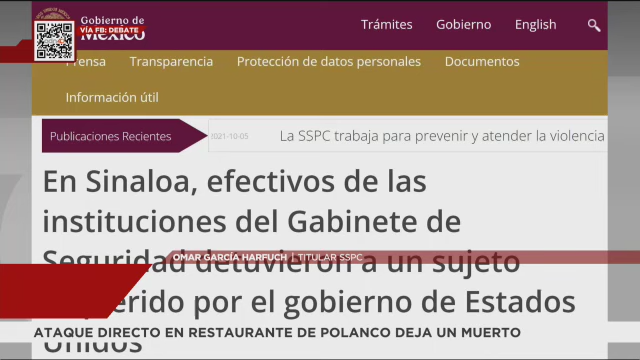 Gobierno de
México
VÍA FB: DEBATE
Trámites Gobierno English
Prensa Transparencia Protección de datos personales Documentos
Información útil
Publicaciones Recientes 2021-10-05 La SSPC trabaja para prevenir y atender la violencia
En Sinaloa, efectivos de las
instituciones del Gabinete de
Seguridad detuvieron a un sujeto
OMAR GARCÍA HARFUCH | TITULAR SSPC
por el gobierno de Estados
ATAQUE DIRECTO EN RESTAURANTE DE POLANCO DEJA UN MUERTO
Unidos